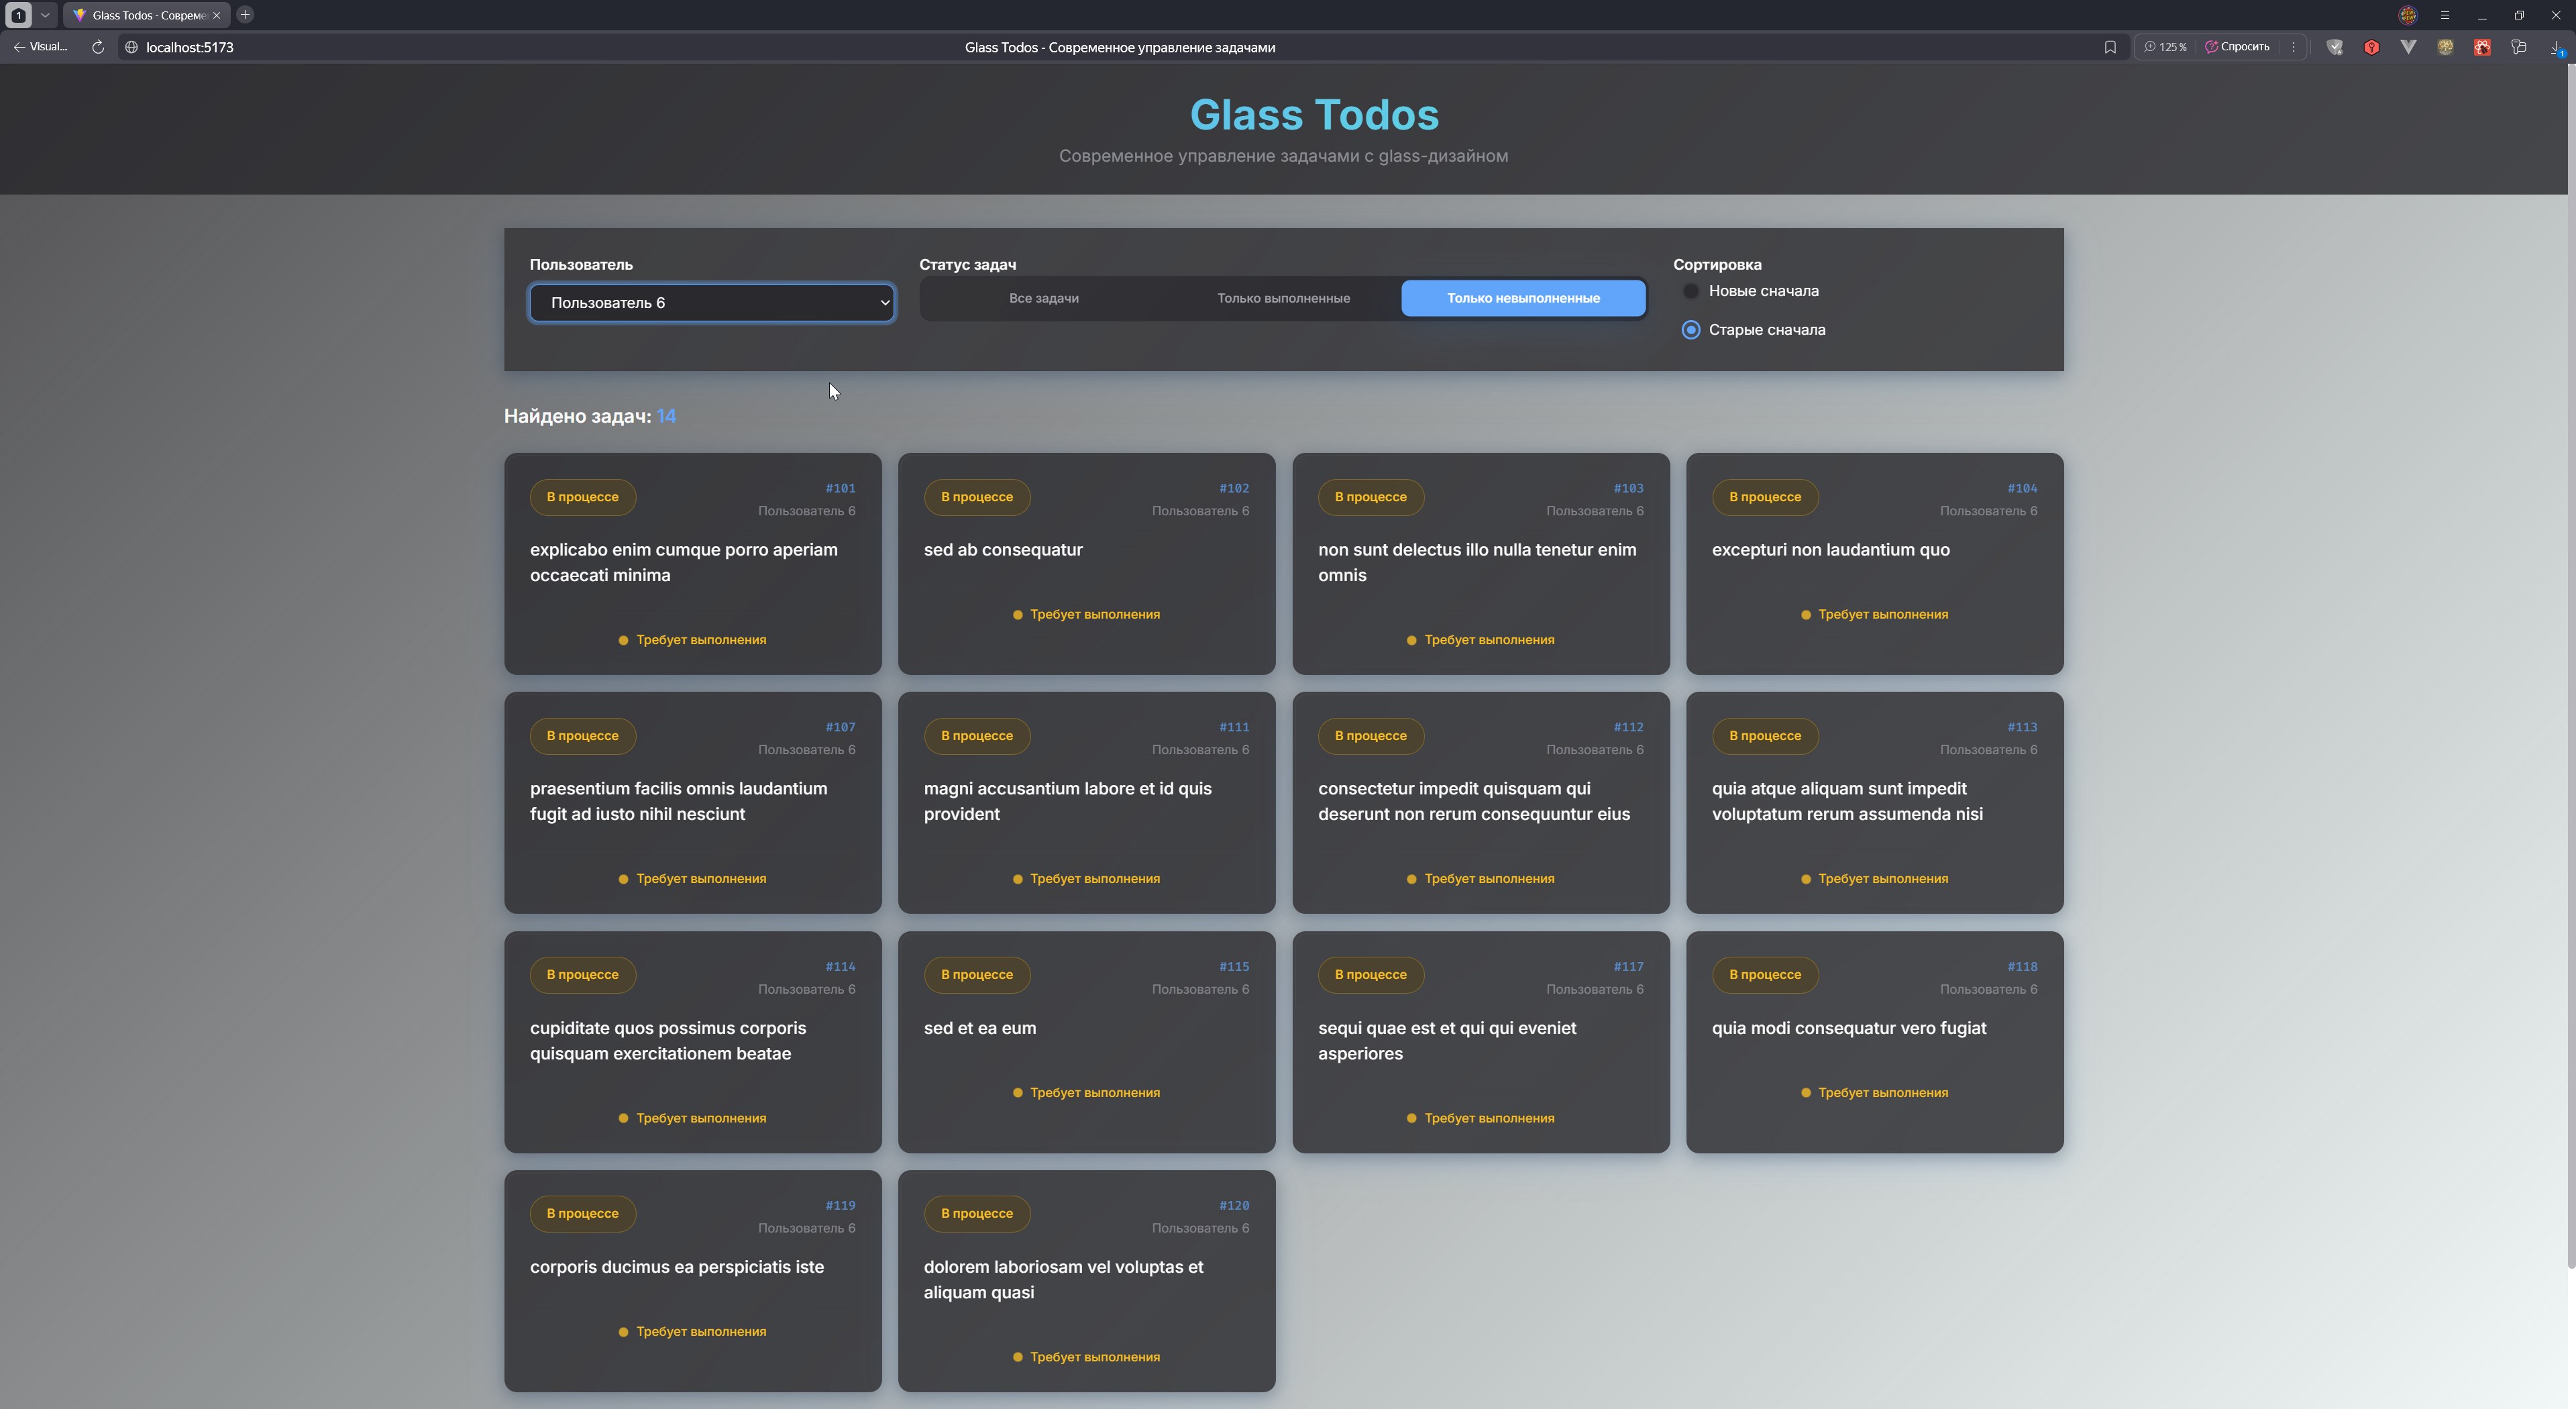 1
Glass Todos - Совреме
Visual...
localhost:5173
Glass Todos - Современное управление задачами
125 %
Спросить
1
Glass Todos
Современное управление задачами с glass-дизайном
Пользователь
Пользователь 6
Статус задач
Все задачи
Только выполненные
Только невыполненные
Сортировка
Новые сначала
Старые сначала
Найдено задач: 14
В процессе
#101
Пользователь 6
explicabo enim cumque porro aperiam
occaecati minima
Требует выполнения
В процессе
#102
Пользователь 6
sed ab consequatur
Требует выполнения
В процессе
#103
Пользователь 6
non sunt delectus illo nulla tenetur enim
omnis
Требует выполнения
В процессе
#104
Пользователь 6
excepturi non laudantium quo
Требует выполнения
В процессе
#107
Пользователь 6
praesentium facilis omnis laudantium
fugit ad iusto nihil nesciunt
Требует выполнения
В процессе
#111
Пользователь 6
magni accusantium labore et id quis
provident
Требует выполнения
В процессе
#112
Пользователь 6
consectetur impedit quisquam qui
deserunt non rerum consequuntur eius
Требует выполнения
В процессе
#113
Пользователь 6
quia atque aliquam sunt impedit
voluptatum rerum assumenda nisi
Требует выполнения
В процессе
#114
Пользователь 6
cupiditate quos possimus corporis
quisquam exercitationem beatae
Требует выполнения
В процессе
#115
Пользователь 6
sed et ea eum
Требует выполнения
В процессе
#117
Пользователь 6
sequi quae est et qui qui eveniet
asperiores
Требует выполнения
В процессе
#118
Пользователь 6
quia modi consequatur vero fugiat
Требует выполнения
В процессе
#119
Пользователь 6
corporis ducimus ea perspiciatis iste
Требует выполнения
В процессе
#120
Пользователь 6
dolorem laboriosam vel voluptas et
aliquam quasi
Требует выполнения